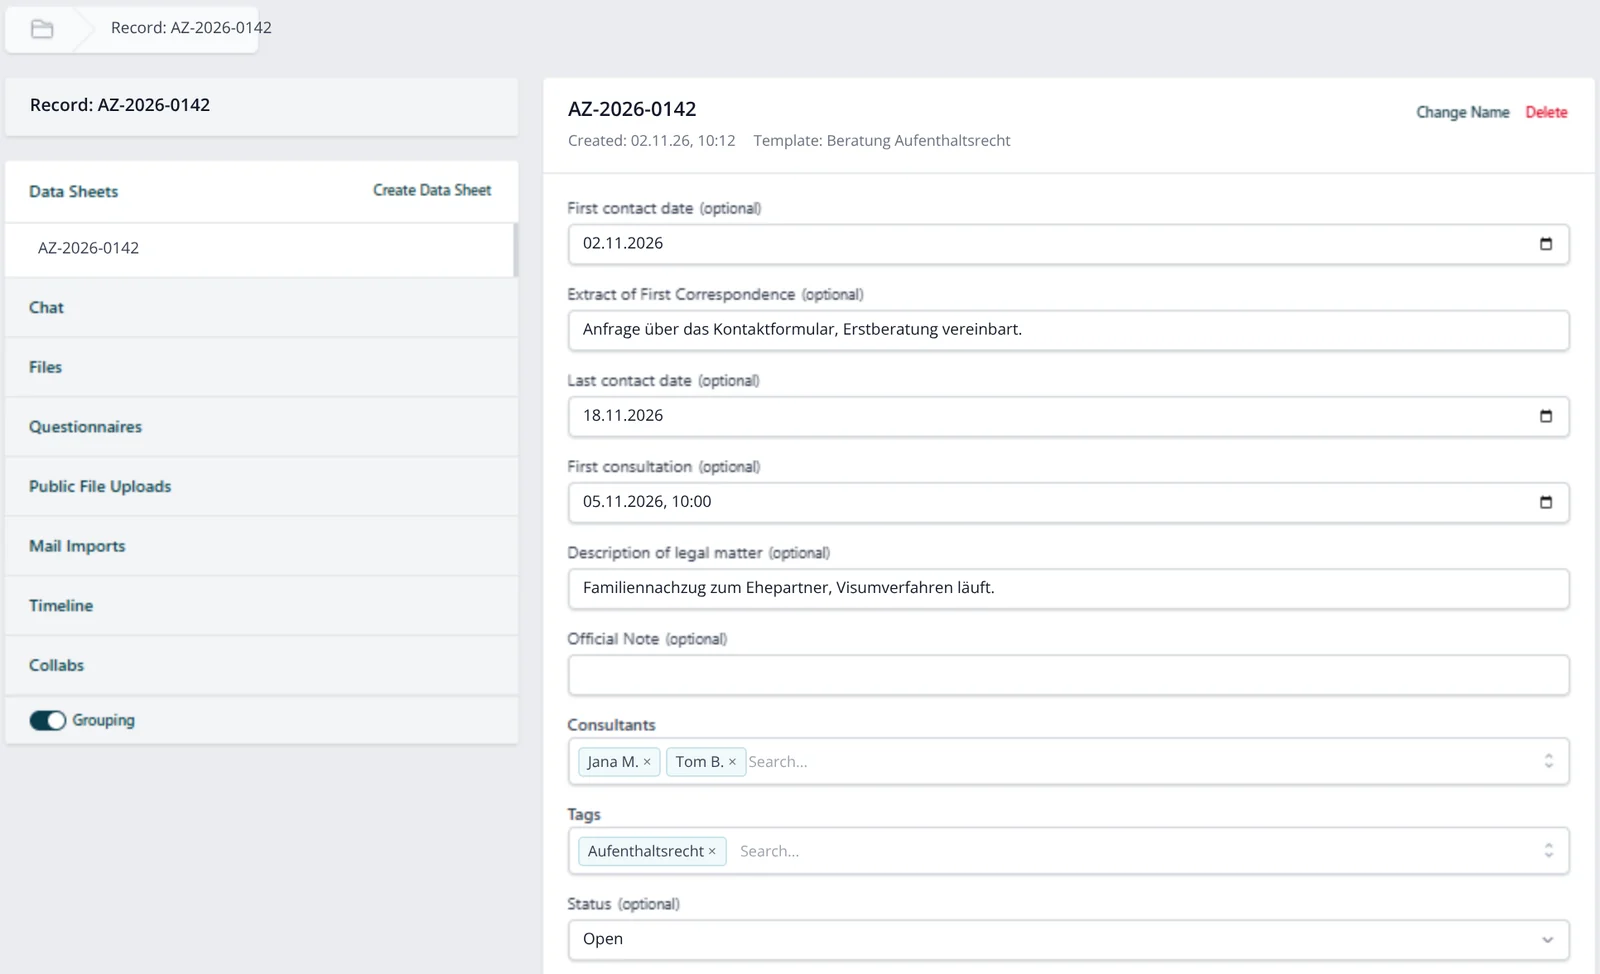 Record: AZ-2026-0142
Record: AZ-2026-0142
Data Sheets
Create Data Sheet
AZ-2026-0142
Chat
Files
Questionnaires
Public File Uploads
Mail Imports
Timeline
Collabs
Grouping
AZ-2026-0142
Change Name Delete
Created: 02.11.26, 10:12 Template: Beratung Aufenthaltsrecht
First contact date (optional)
02.11.2026
Extract of First Correspondence (optional)
Anfrage über das Kontaktformular, Erstberatung vereinbart.
Last contact date (optional)
18.11.2026
First consultation (optional)
05.11.2026, 10:00
Description of legal matter (optional)
Familiennachzug zum Ehepartner, Visumverfahren läuft.
Official Note (optional)
Consultants
Jana M. × Tom B. × Search...
Tags
Aufenthaltsrecht × Search...
Status (optional)
Open